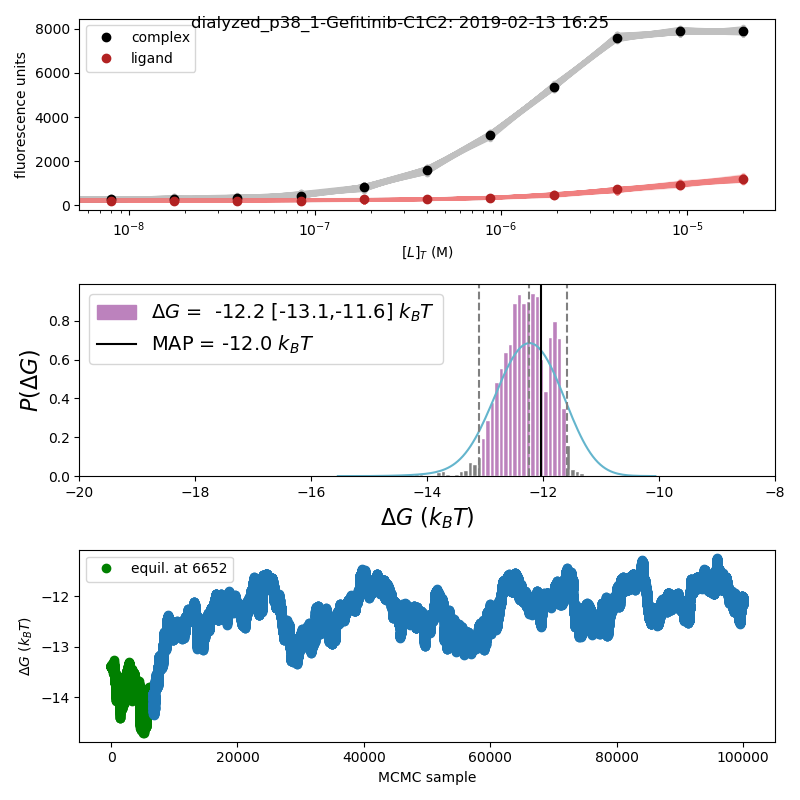 dialyzed_p38_1-Gefitinib-C1C2: 2019-02-13 16:25
complex
ligand
fluorescence units
8000
6000
4000
2000
0
10⁻⁸ 10⁻⁷ 10⁻⁶ 10⁻⁵
[L]_T (M)
ΔG = -12.2 [-13.1,-11.6] k_BT
MAP = -12.0 k_BT
P(ΔG)
0.8
0.6
0.4
0.2
0.0
−20 −18 −16 −14 −12 −10 −8
ΔG (k_BT)
equil. at 6652
ΔG (k_BT)
−12
−13
−14
0 20000 40000 60000 80000 100000
MCMC sample